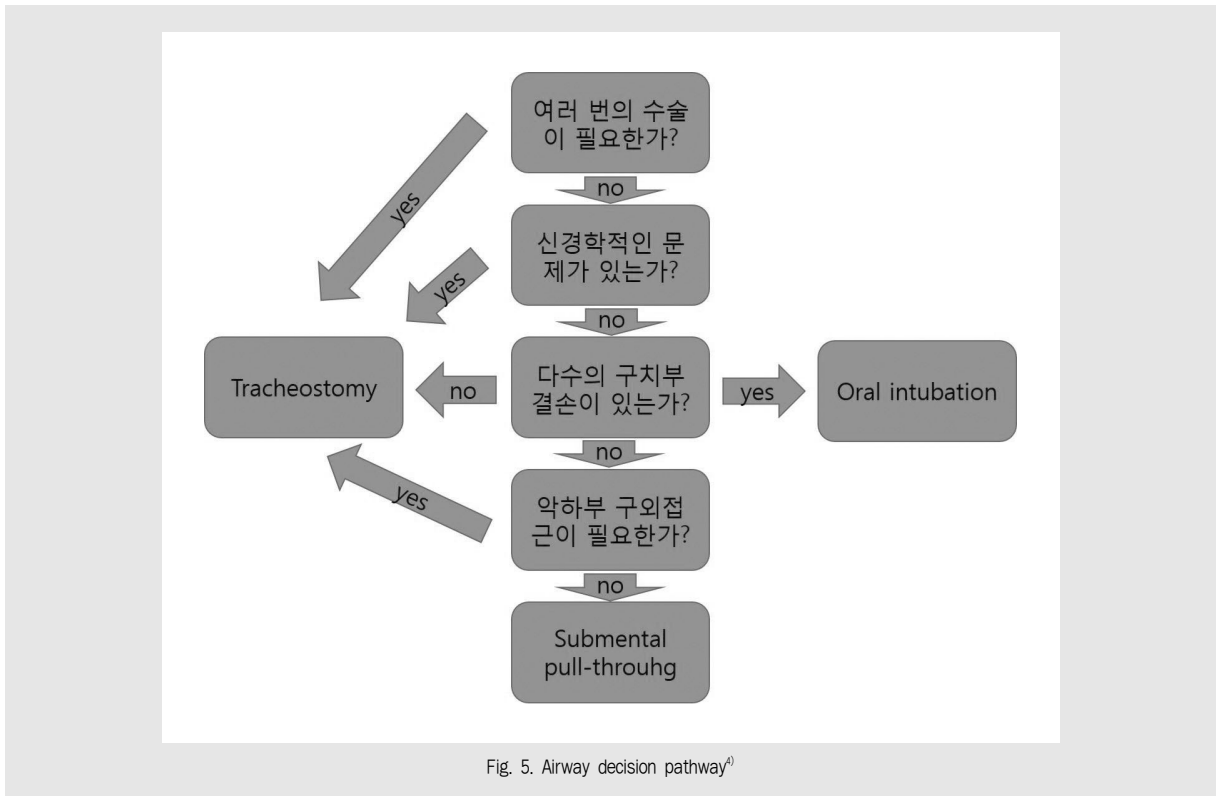 여러 번의 수술
이 필요한가?
yes
no
신경학적인 문
제가 있는가?
yes
no
Tracheostomy
no
다수의 구치부
결손이 있는가?
yes
Oral intubation
no
yes
악하부 구외접
근이 필요한가?
no
Submental
pull-throuhg
Fig. 5. Airway decision pathway4)